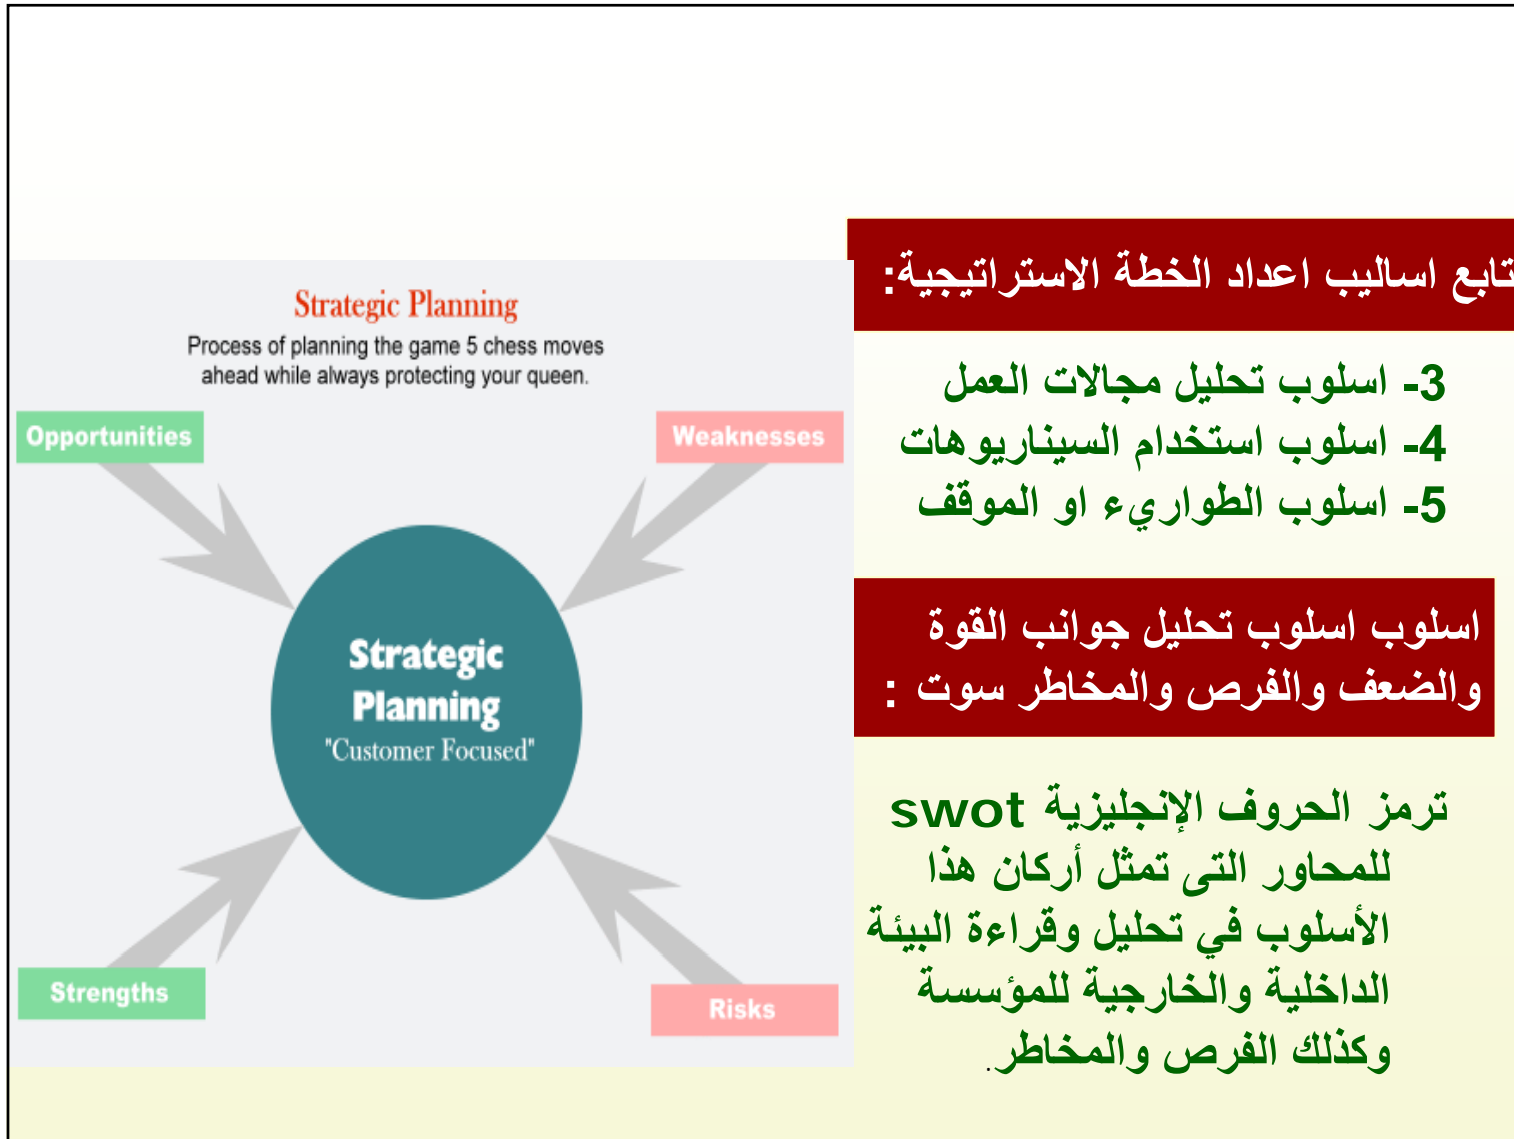 تابع اساليب اعداد الخطة الاستراتيجية:
3- اسلوب تحليل مجالات العمل
4- اسلوب استخدام السيناريوهات
5- اسلوب الطواريء او الموقف
اسلوب اسلوب تحليل جوانب القوة
والضعف والفرص والمخاطر سوت :
ترمز الحروف الإنجليزية swot
للمحاور التى تمثل أركان هذا
الأسلوب في تحليل وقراءة البيئة
الداخلية والخارجية للمؤسسة
وكذلك الفرص والمخاطر.
Strategic Planning
Process of planning the game 5 chess moves
ahead while always protecting your queen.
Opportunities
Weaknesses
Strategic
Planning
"Customer Focused"
Strengths
Risks